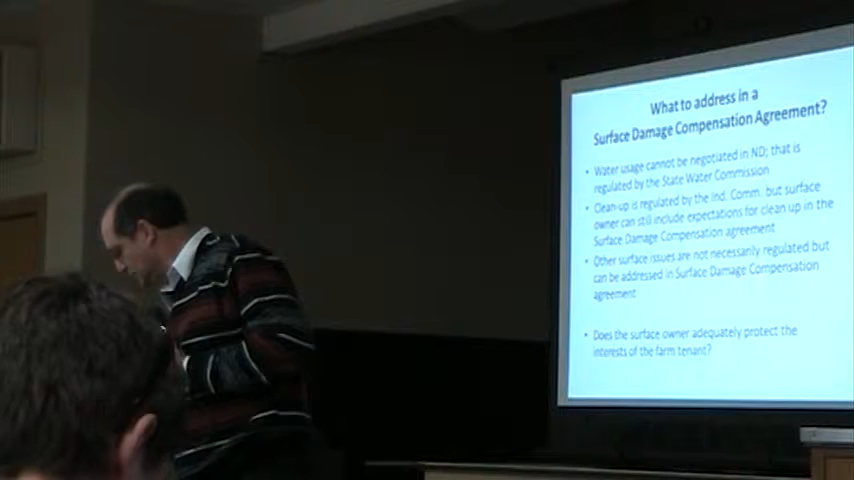 What to address in a
Surface Damage Compensation Agreement?
• Water usage cannot be negotiated in ND; that is
regulated by the State Water Commission
• Clean-up is regulated by the Ind. Comm. but surface
owner can still include expectations for clean up in the
Surface Damage Compensation agreement
• Other surface issues are not necessarily regulated but
can be addressed in Surface Damage Compensation
agreement
• Does the surface owner adequately protect the
interests of the farm tenant?